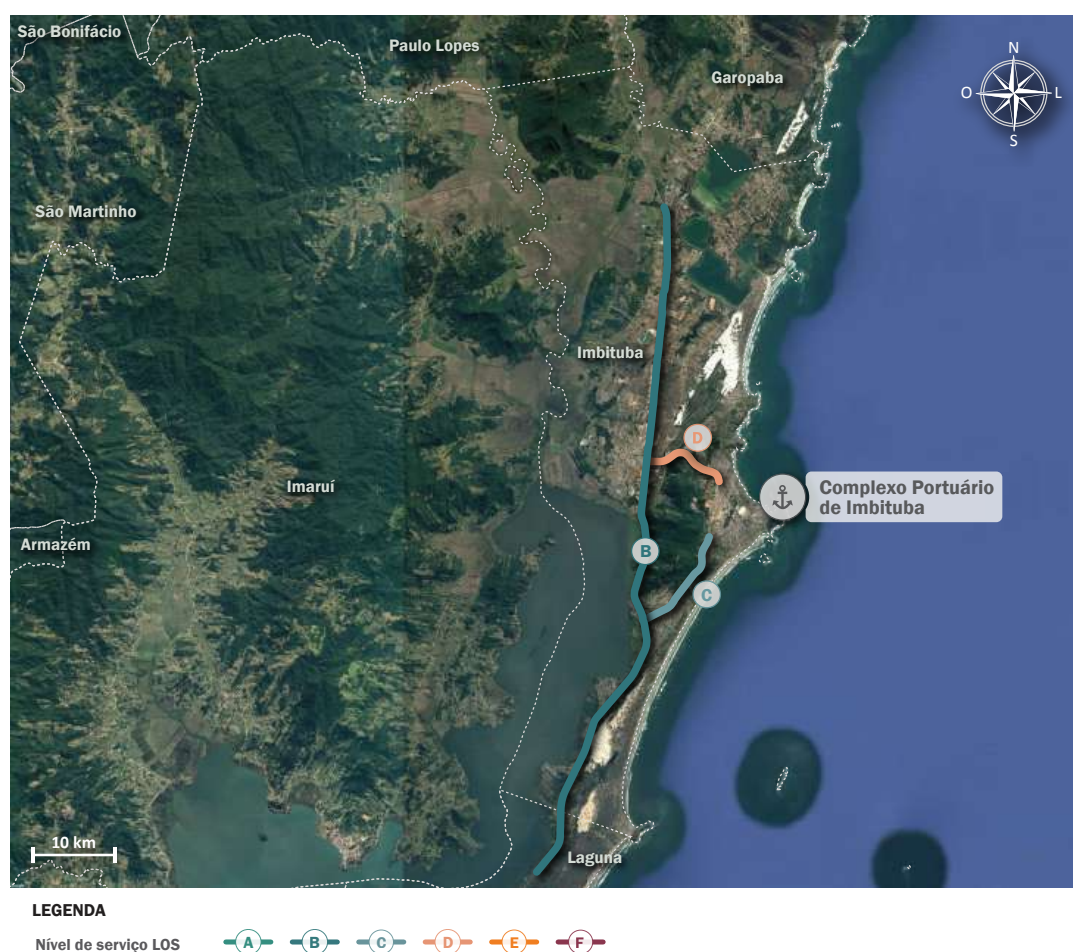 São Bonifácio
Paulo Lopes
Garopaba
N
O
L
S
São Martinho
Imbituba
D
Imaruí
Complexo Portuário
de Imbituba
Armazém
B
C
10 km
Laguna
LEGENDA
Nível de serviço LOS
A
B
C
D
E
F